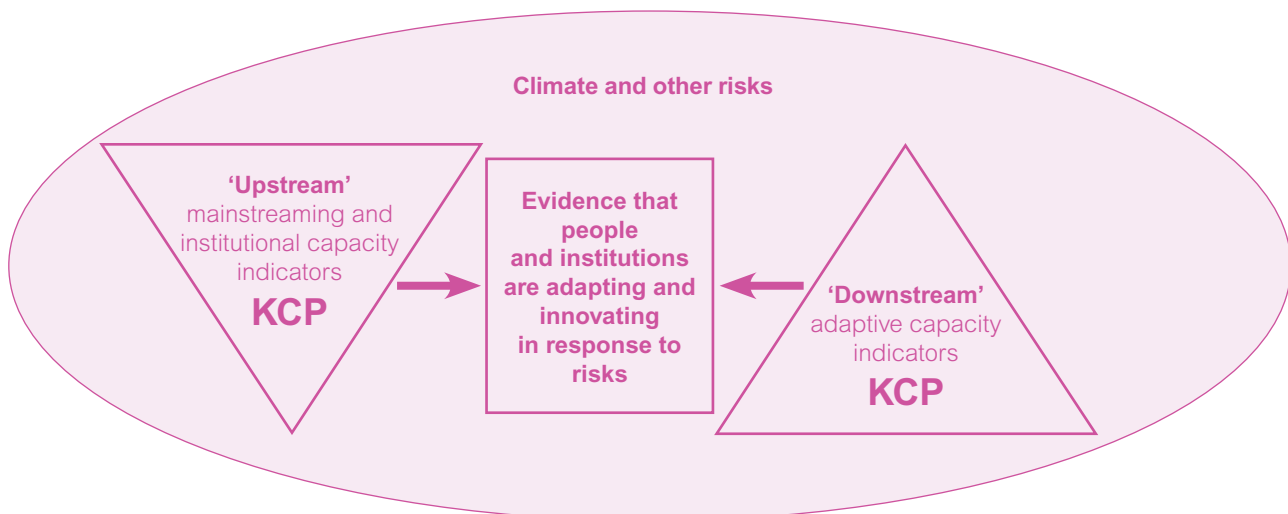 Climate and other risks
‘Upstream’
mainstreaming and
institutional capacity
indicators
KCP
Evidence that
people
and institutions
are adapting and
innovating
in response to
risks
‘Downstream’
adaptive capacity
indicators
KCP